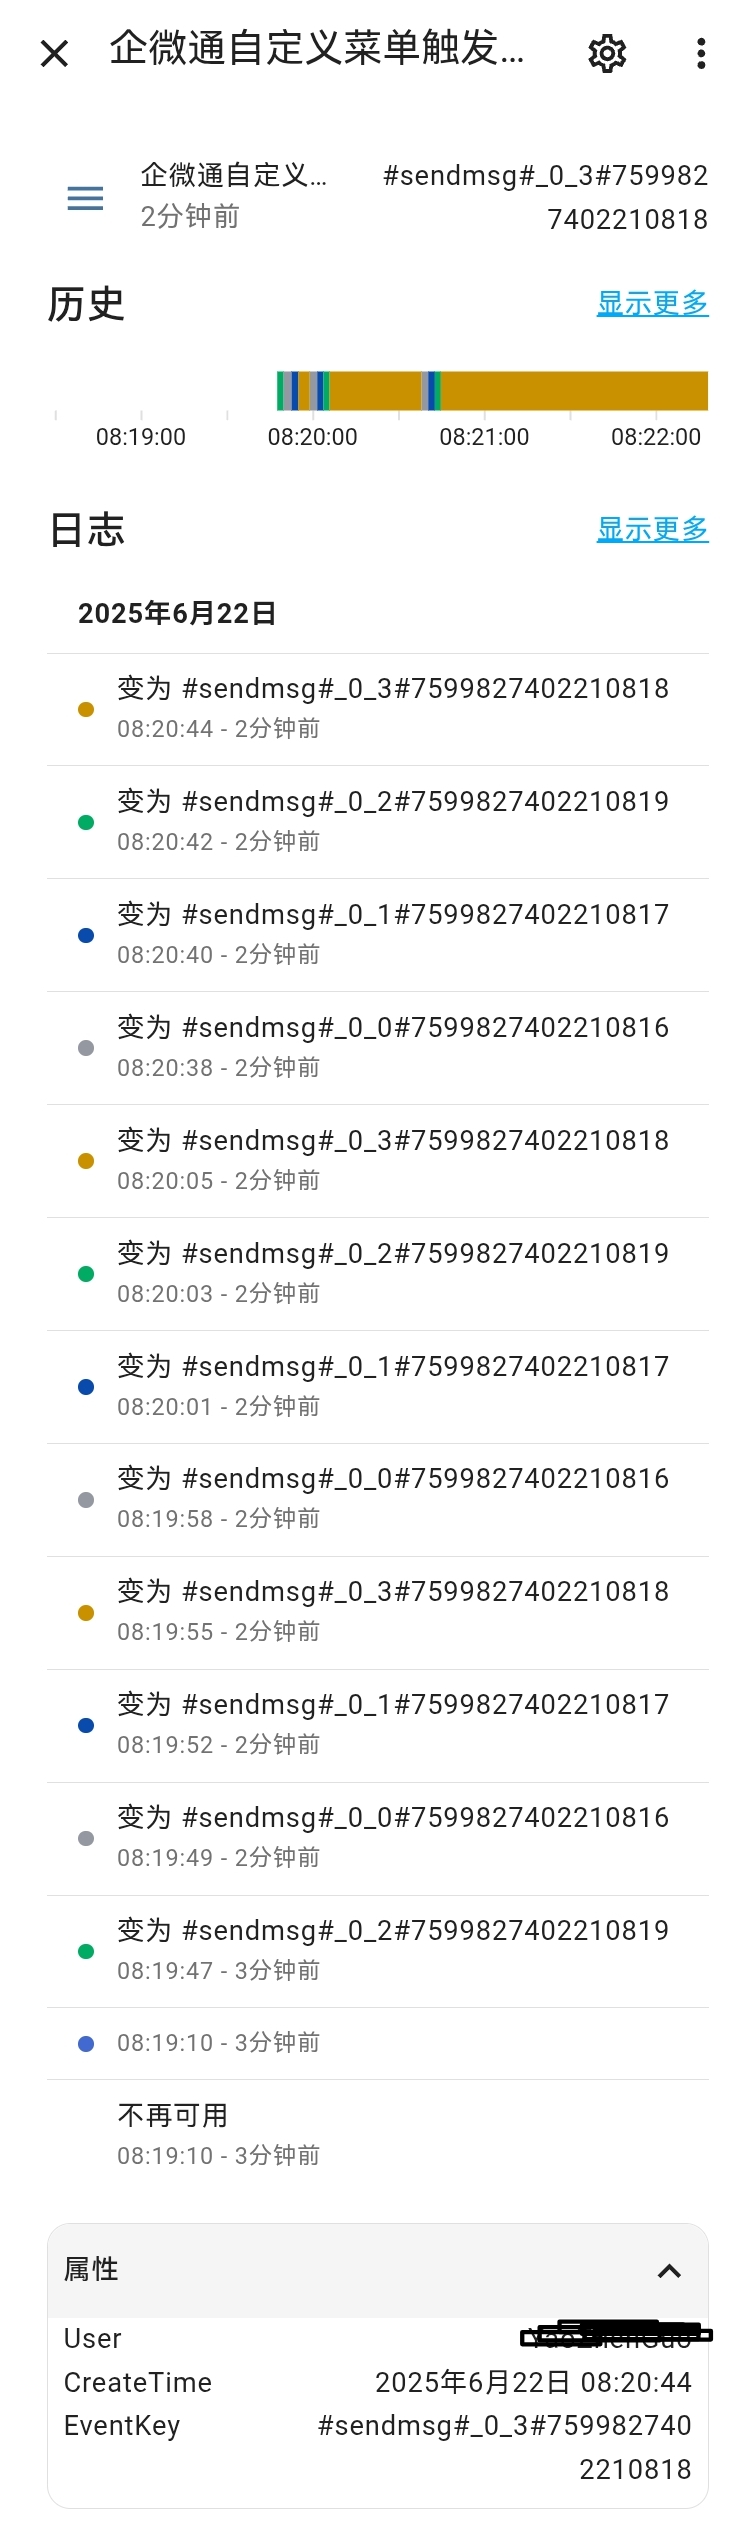 企微通自定义菜单触发...
企微通自定义...
#sendmsg#_0_3#759982
2分钟前
7402210818
历史
显示更多
08:19:00
08:20:00
08:21:00
08:22:00
日志
显示更多
2025年6月22日
变为 #sendmsg#_0_3#7599827402210818
08:20:44 - 2分钟前
变为 #sendmsg#_0_2#7599827402210819
08:20:42 - 2分钟前
变为 #sendmsg#_0_1#7599827402210817
08:20:40 - 2分钟前
变为 #sendmsg#_0_0#7599827402210816
08:20:38 - 2分钟前
变为 #sendmsg#_0_3#7599827402210818
08:20:05 - 2分钟前
变为 #sendmsg#_0_2#7599827402210819
08:20:03 - 2分钟前
变为 #sendmsg#_0_1#7599827402210817
08:20:01 - 2分钟前
变为 #sendmsg#_0_0#7599827402210816
08:19:58 - 2分钟前
变为 #sendmsg#_0_3#7599827402210818
08:19:55 - 2分钟前
变为 #sendmsg#_0_1#7599827402210817
08:19:52 - 2分钟前
变为 #sendmsg#_0_0#7599827402210816
08:19:49 - 2分钟前
变为 #sendmsg#_0_2#7599827402210819
08:19:47 - 3分钟前
08:19:10 - 3分钟前
不再可用
08:19:10 - 3分钟前
属性
User
CreateTime 2025年6月22日 08:20:44
EventKey #sendmsg#_0_3#759982740
2210818